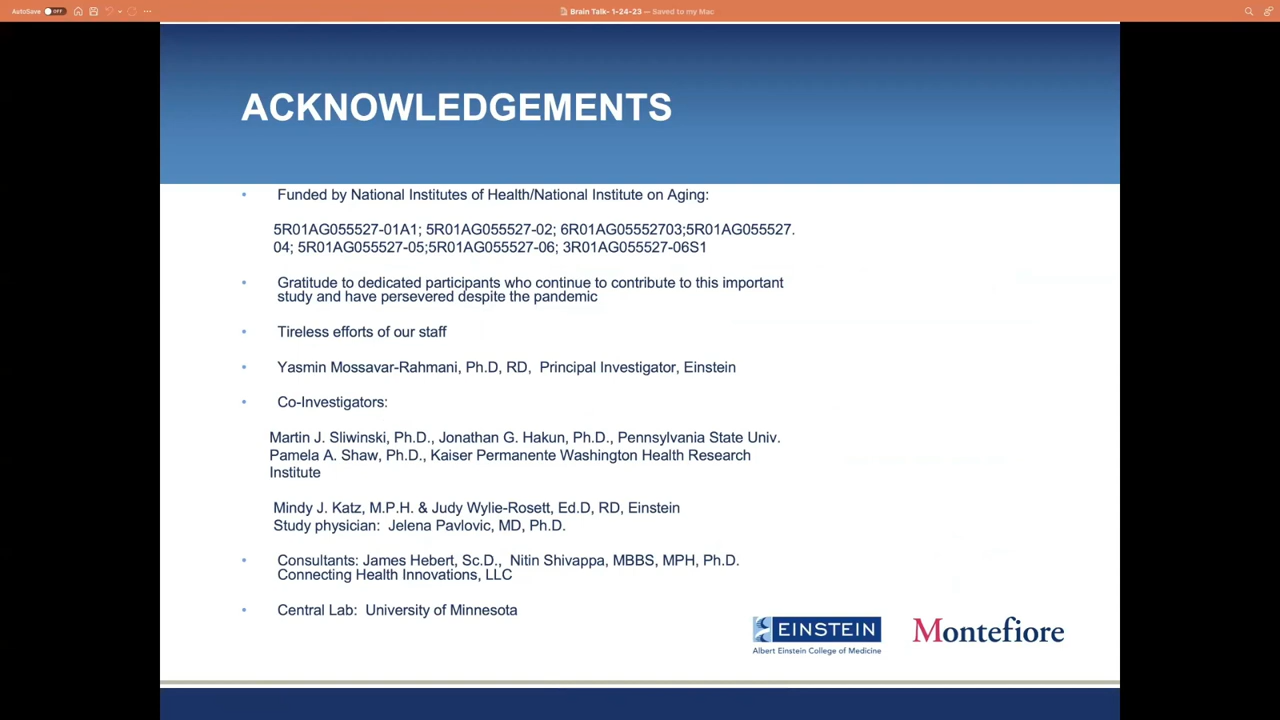 AutoSave OFF
Brain Talk- 1-24-23 — Saved to my Mac
ACKNOWLEDGEMENTS
• Funded by National Institutes of Health/National Institute on Aging:
5R01AG055527-01A1; 5R01AG055527-02; 6R01AG05552703;5R01AG055527.
04; 5R01AG055527-05;5R01AG055527-06; 3R01AG055527-06S1
• Gratitude to dedicated participants who continue to contribute to this important
study and have persevered despite the pandemic
• Tireless efforts of our staff
• Yasmin Mossavar-Rahmani, Ph.D, RD, Principal Investigator, Einstein
• Co-Investigators:
Martin J. Sliwinski, Ph.D., Jonathan G. Hakun, Ph.D., Pennsylvania State Univ.
Pamela A. Shaw, Ph.D., Kaiser Permanente Washington Health Research
Institute
Mindy J. Katz, M.P.H. & Judy Wylie-Rosett, Ed.D, RD, Einstein
Study physician: Jelena Pavlovic, MD, Ph.D.
• Consultants: James Hebert, Sc.D., Nitin Shivappa, MBBS, MPH, Ph.D.
Connecting Health Innovations, LLC
• Central Lab: University of Minnesota
EINSTEIN
Albert Einstein College of Medicine
Montefiore